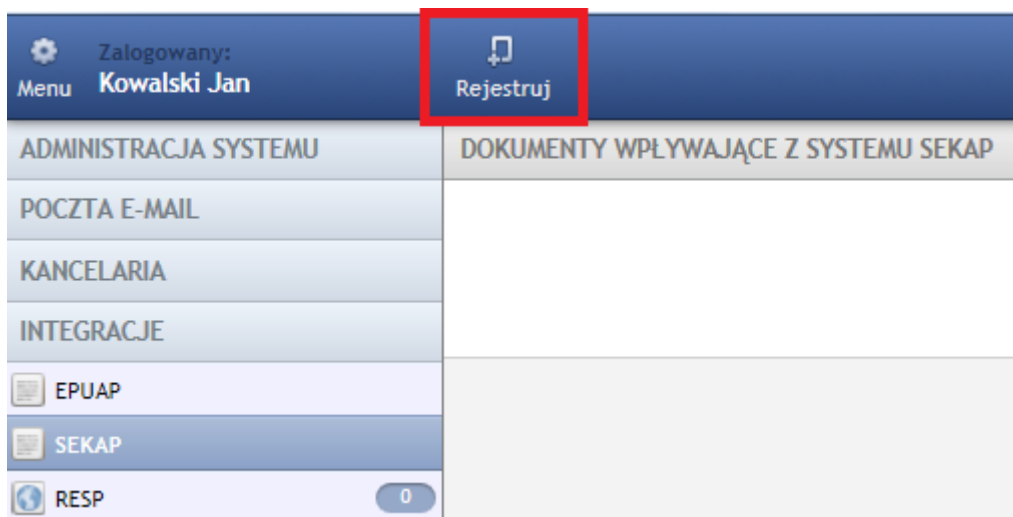 Zalogowany:
Menu Kowalski Jan
Rejestruj
ADMINISTRACJA SYSTEMU
DOKUMENTY WPŁYWAJĄCE Z SYSTEMU SEKAP
POCZTA E-MAIL
KANCELARIA
INTEGRACJE
EPUAP
SEKAP
RESP 0